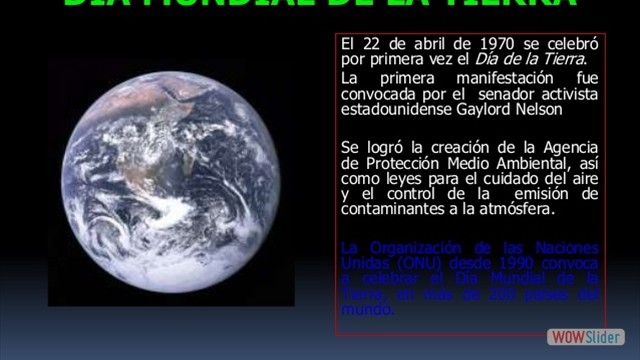 DIA MUNDIAL DE LA TIERRA
El 22 de abril de 1970 se celebró
por primera vez el Día de la Tierra.
La primera manifestación fue
convocada por el senador activista
estadounidense Gaylord Nelson
Se logró la creación de la Agencia
de Protección Medio Ambiental, así
como leyes para el cuidado del aire
y el control de la emisión de
contaminantes a la atmósfera.
La Organización de las Naciones
Unidas (ONU) desde 1990 convoca
a celebrar el Día Mundial de la
Tierra, en más de 200 países del
mundo.
WOWSlider